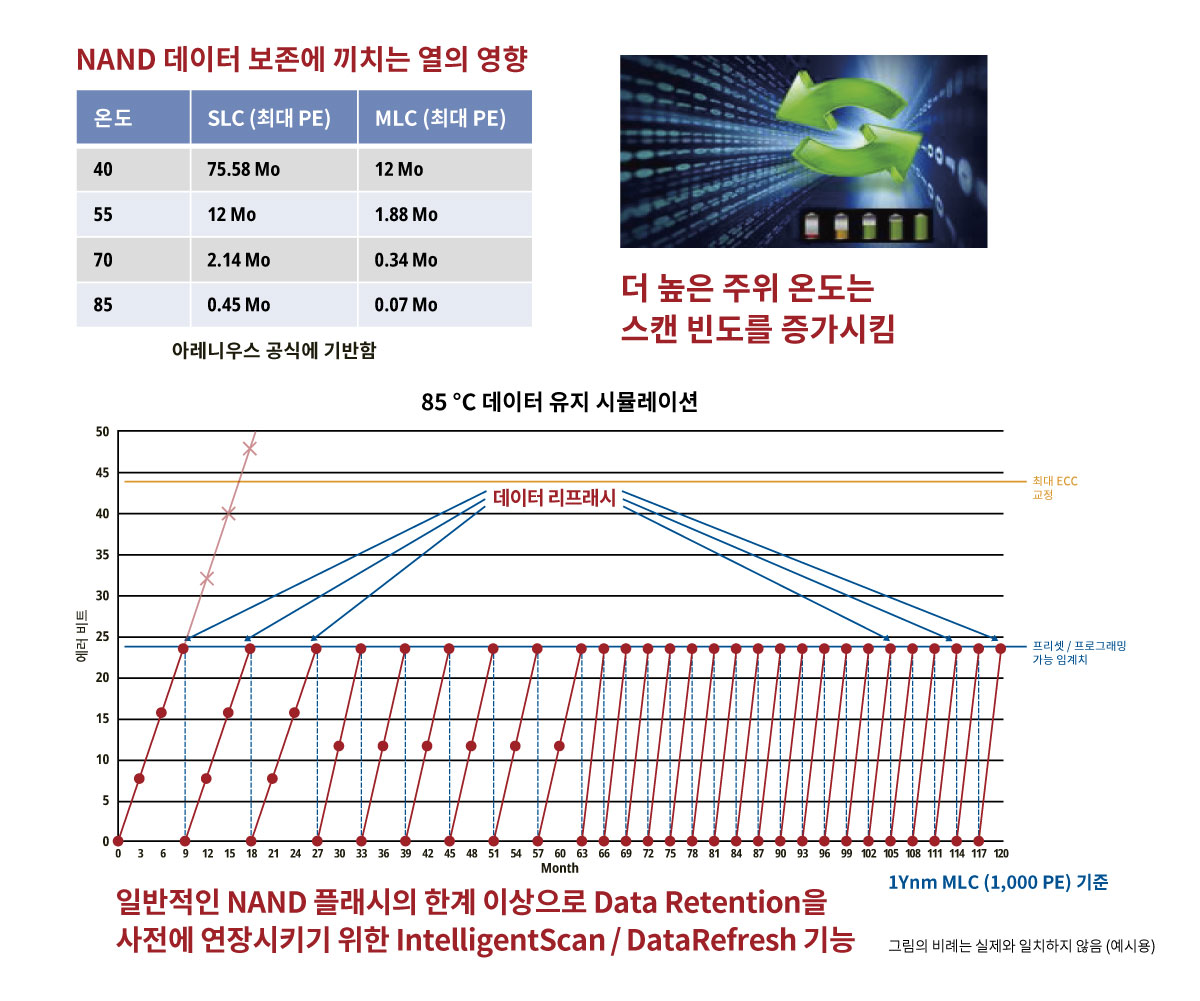 NAND 데이터 보존에 끼치는 열의 영향
온도 SLC (최대 PE) MLC (최대 PE)
40 75.58 Mo 12 Mo
55 12 Mo 1.88 Mo
70 2.14 Mo 0.34 Mo
85 0.45 Mo 0.07 Mo
아레니우스 공식에 기반함
더 높은 주위 온도는
스캔 빈도를 증가시킴
85 °C 데이터 유지 시뮬레이션
50
45
40
35
30
25
20
15
10
5
0
에러 비트
데이터 리프래시
최대 ECC
교정
프리셋 / 프로그래밍
가능 임계치
0 3 6 9 12 15 18 21 24 27 30 33 36 39 42 45 48 51 54 57 60 63 66 69 72 75 78 81 84 87 90 93 96 99 102 105 108 111 114 117 120
Month
1Ynm MLC (1,000 PE) 기준
일반적인 NAND 플래시의 한계 이상으로 Data Retention을
사전에 연장시키기 위한 IntelligentScan / DataRefresh 기능
그림의 비례는 실제와 일치하지 않음 (예시용)